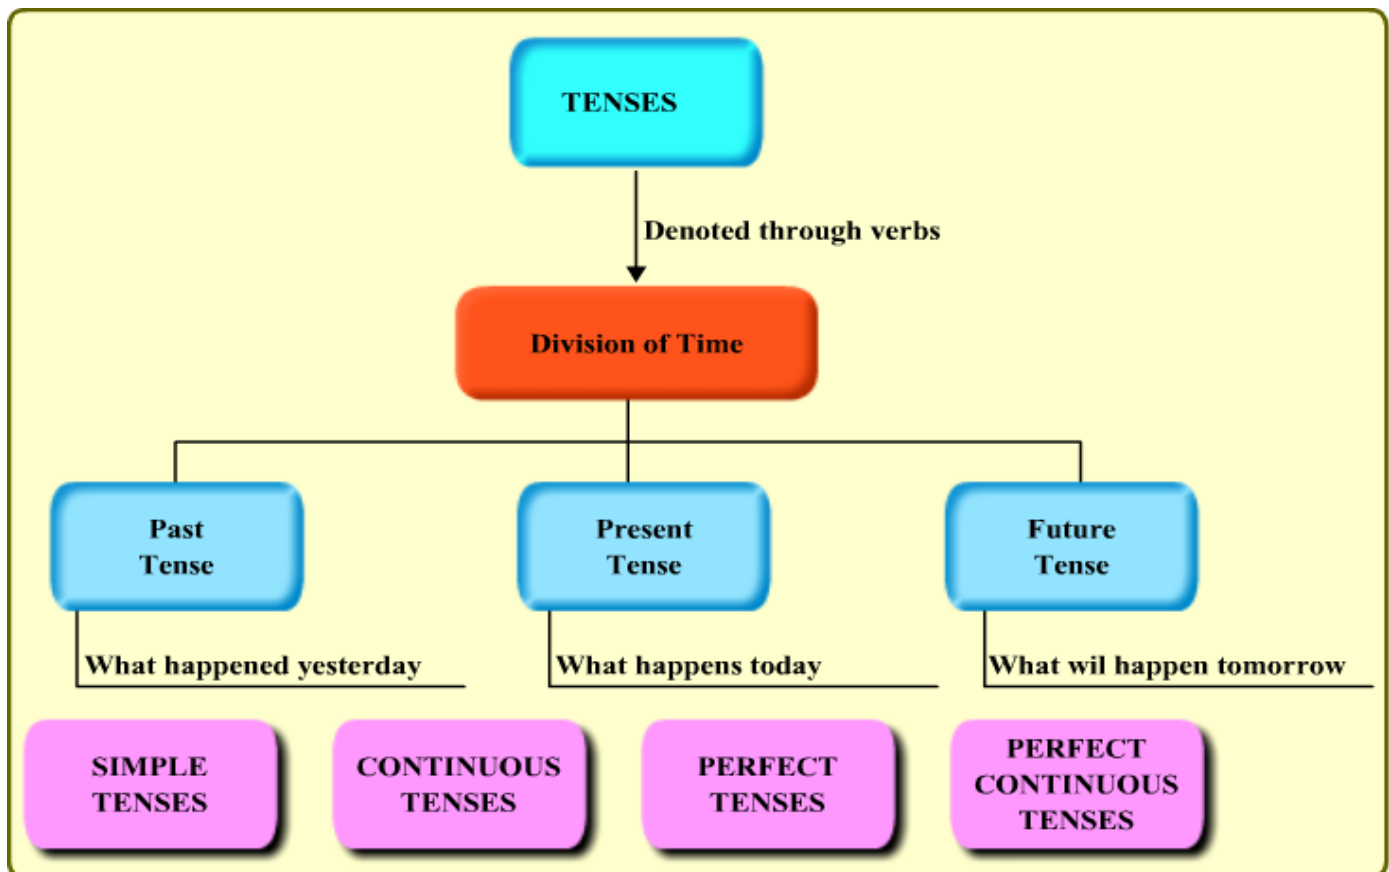 TENSES
Denoted through verbs
Division of Time
Past
Tense
Present
Tense
Future
Tense
What happened yesterday
What happens today
What wil happen tomorrow
SIMPLE
TENSES
CONTINUOUS
TENSES
PERFECT
TENSES
PERFECT
CONTINUOUS
TENSES